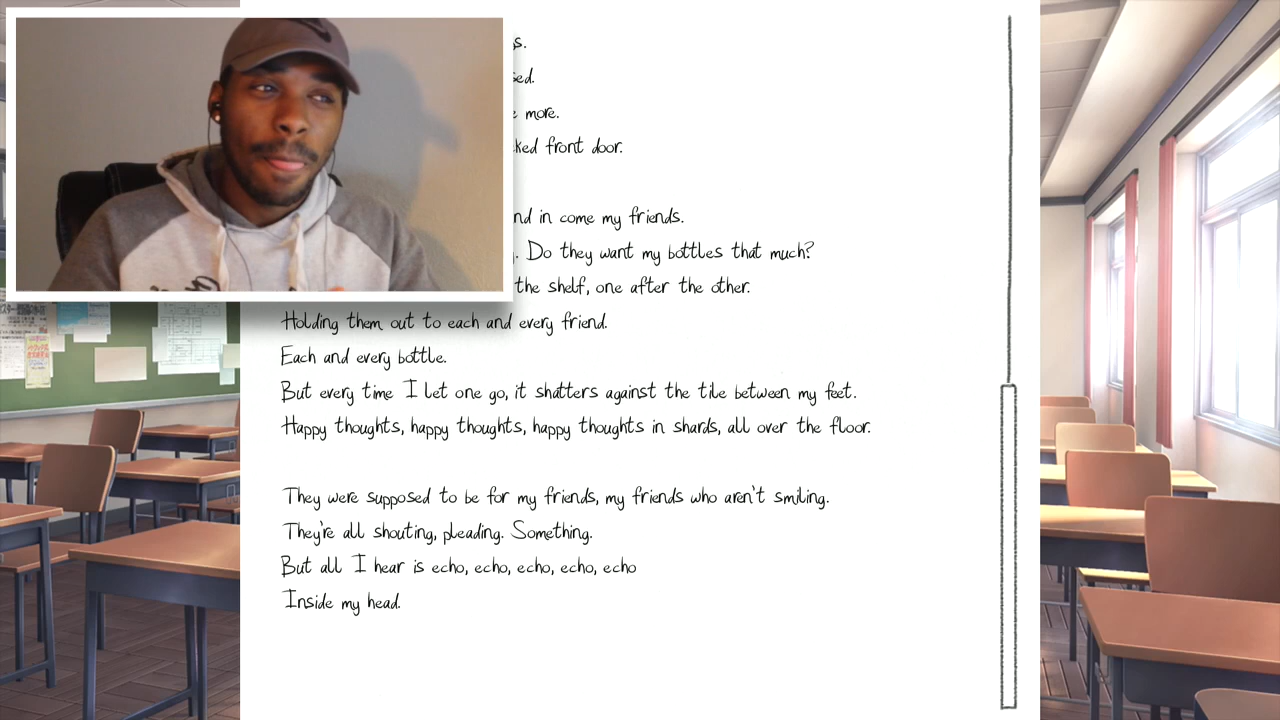 more.
front door.
in come my friends.
Do they want my bottles that much?
the shelf, one after the other.
Holding them out to each and every friend.
Each and every bottle.
But every time I let one go, it shatters against the tile between my feet.
Happy thoughts, happy thoughts, happy thoughts in shards, all over the floor.
They were supposed to be for my friends, my friends who aren't smiling.
They're all shouting, pleading. Something.
But all I hear is echo, echo, echo, echo, echo
Inside my head.